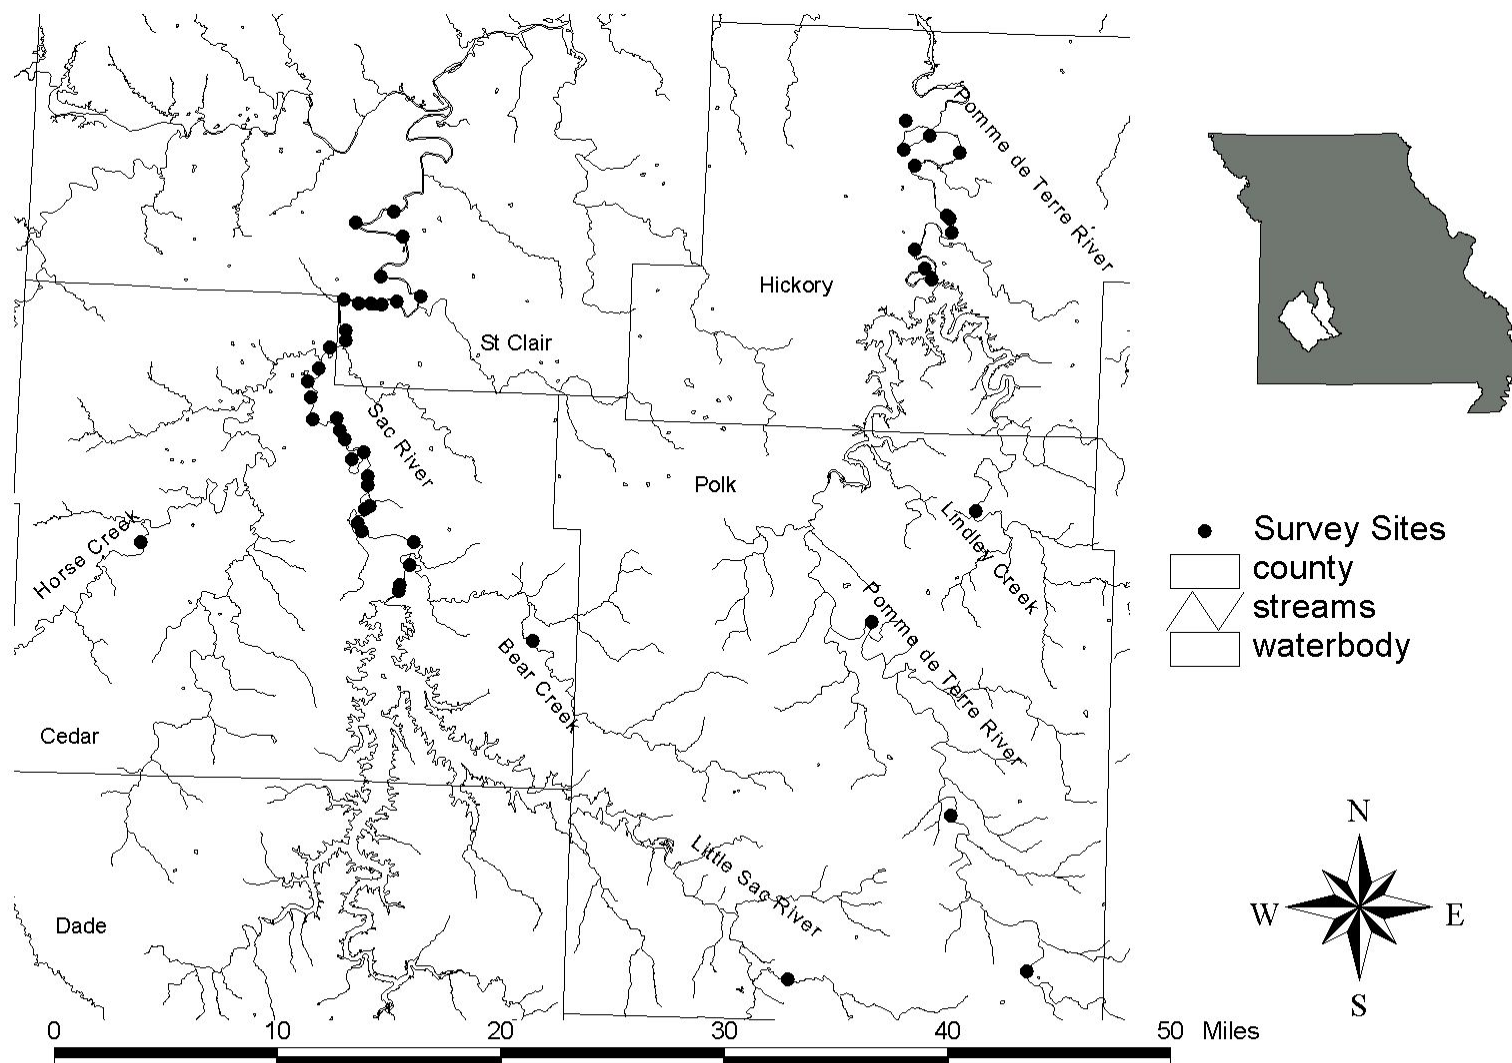 Pomme de Terre River
Hickory
St Clair
Sac River
Polk
Horse Creek
Lindley Creek
Pomme de Terre River
Bear Creek
Cedar
Little Sac River
Dade
Survey Sites
county
streams
waterbody
N
W E
S
0 10 20 30 40 50 Miles